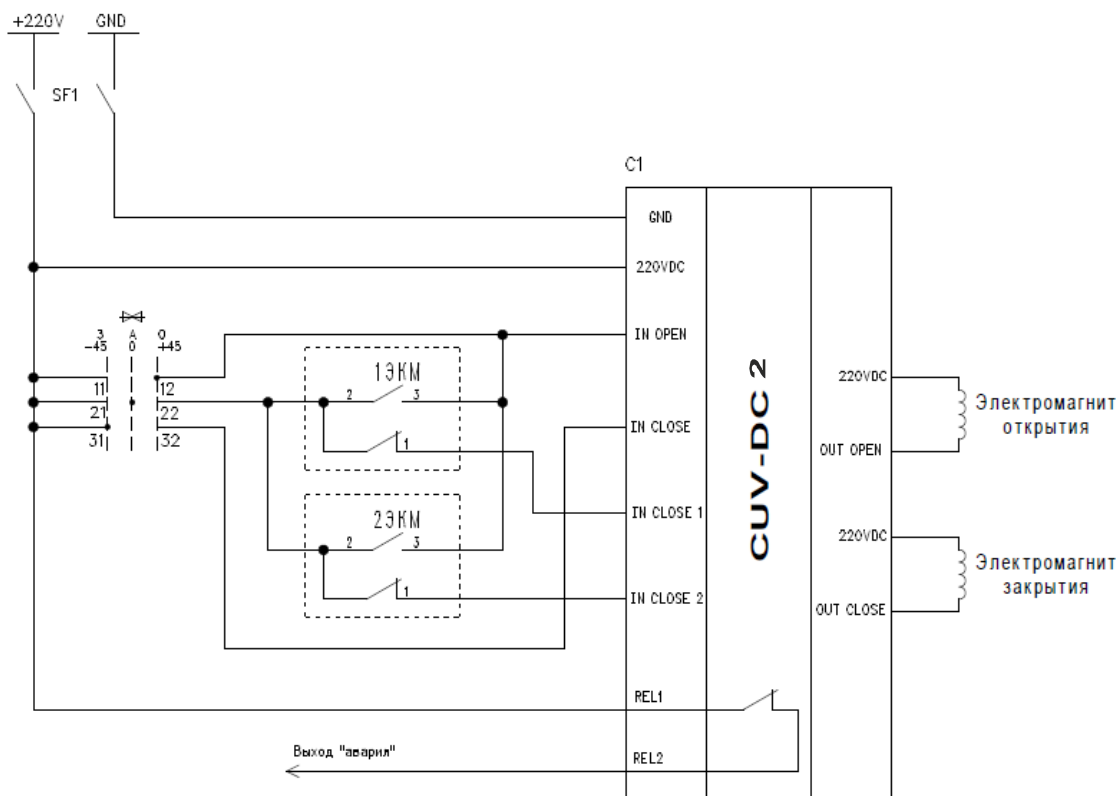 +220V GND
SF1
C1
GND
220VDC
3 A 0
-45 0 +45
IN OPEN
11 12
21 22
31 32
1ЭКМ
2 3
1
IN CLOSE
IN CLOSE 1
2ЭКМ
2 3
1
IN CLOSE 2
REL1
Выход "аварил"
REL2
CUV-DC 2
220VDC
OUT OPEN
Электромагнит
открытия
220VDC
OUT CLOSE
Электромагнит
закрытия